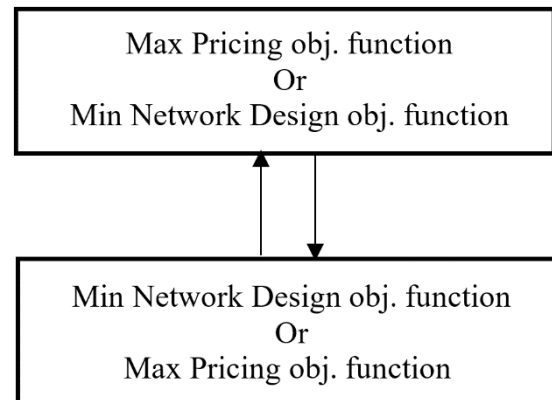 Max Pricing obj. function
Or
Min Network Design obj. function
Min Network Design obj. function
Or
Max Pricing obj. function